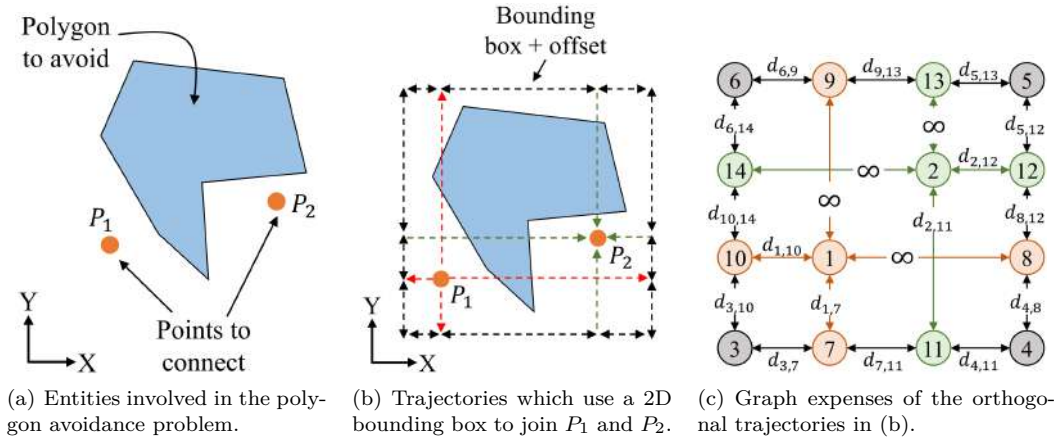 Polygon
to avoid
P₁
P₂
Y
X
Points to
connect
(a) Entities involved in the poly-
gon avoidance problem.
Bounding
box + offset
P₂
P₁
Y
X
(b) Trajectories which use a 2D
bounding box to join P₁ and P₂.
d₆,₉ d₉,₁₃ d₅,₁₃
6 9 13 5
d₆,₁₄ ∞ d₅,₁₂
14 ∞ 2 d₂,₁₂ 12
d₁₀,₁₄ ∞ d₂,₁₁ d₈,₁₂
10 d₁,₁₀ 1 ∞ 8
d₃,₁₀ d₁,₇ d₄,₈
3 7 11 4
d₃,₇ d₇,₁₁ d₄,₁₁
(c) Graph expenses of the orthogo-
nal trajectories in (b).